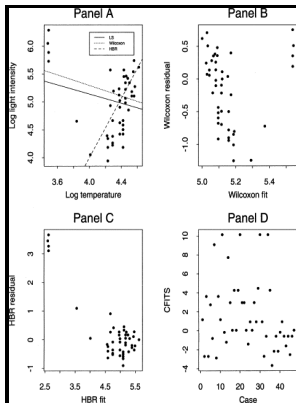 Panel A
LS
Wilcoxon
HBR
Log light intensity
6.0
5.5
5.0
4.5
4.0
3.6
4.0
4.4
Log temperature
Panel B
Wilcoxon residual
0.5
0.0
-0.5
-1.0
5.0
5.2
5.4
Wilcoxon fit
Panel C
HBR residual
3
2
1
0
-1
2.5
3.5
4.5
5.5
HBR fit
Panel D
CFITS
10
8
6
4
2
0
-2
-4
0
10
20
30
40
Case